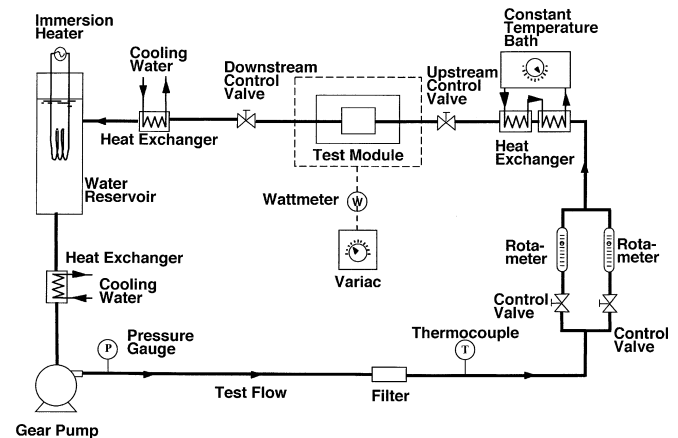 Immersion
Heater
Cooling
Water
Downstream
Control
Valve
Upstream
Control
Valve
Constant
Temperature
Bath
Heat Exchanger
Test Module
Heat
Exchanger
Water
Reservoir
Wattmeter
W
Variac
Rota-
meter
Rota-
meter
Heat Exchanger
Cooling
Water
Control
Valve
Control
Valve
Pressure
Gauge
P
Thermocouple
T
Test Flow
Filter
Gear Pump